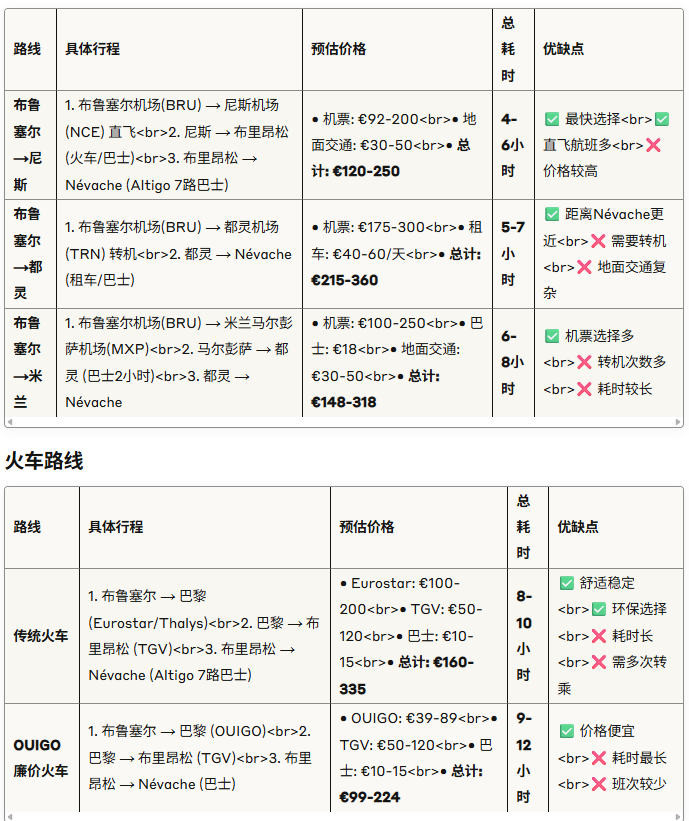 路线 具体行程 预估价格 总耗时 优缺点
布鲁塞尔→尼斯
1. 布鲁塞尔机场(BRU) → 尼斯机场
(NCE) 直飞<br>2. 尼斯 → 布里昂松
(火车/巴士)<br>3. 布里昂松 →
Névache (Altigo 7路巴士)
• 机票: €92-200<br>• 地
面交通: €30-50<br>• 总
计: €120-250
4-
6小
时
✅ 最快选择<br>✅
直飞航班多<br>❌
价格较高
布鲁塞尔→都灵
1. 布鲁塞尔机场(BRU) → 都灵机场
(TRN) 转机<br>2. 都灵 → Névache
(租车/巴士)
• 机票: €175-300<br>• 租
车: €40-60/天<br>• 总计:
€215-360
5-7
小
时
✅ 距离Névache更
近<br>❌ 需要转机
<br>❌ 地面交通复
杂
布鲁塞尔→米兰
1. 布鲁塞尔机场(BRU) → 米兰马尔彭
萨机场(MXP)<br>2. 马尔彭萨 → 都
灵 (巴士2小时)<br>3. 都灵 →
Névache
• 机票: €100-250<br>• 巴
士: €18<br>• 地面交通:
€30-50<br>• 总计:
€148-318
6-
8小
时
✅ 机票选择多
<br>❌ 转机次数多
<br>❌ 耗时较长
火车路线
路线 具体行程 预估价格 总耗时 优缺点
传统火车
1. 布鲁塞尔 → 巴黎
(Eurostar/Thalys)<br>2. 巴黎 → 布
里昂松 (TGV)<br>3. 布里昂松 →
Névache (Altigo 7路巴士)
• Eurostar: €100-
200<br>• TGV: €50-
120<br>• 巴士: €10-
15<br>• 总计: €160-
335
8-
10
小
时
✅ 舒适稳定
<br>✅ 环保选择
<br>❌ 耗时长
<br>❌ 需多次转
乘
OUIGO
廉价火车
1. 布鲁塞尔 → 巴黎 (OUIGO)<br>2.
巴黎 → 布里昂松 (TGV)<br>3. 布里
昂松 → Névache (巴士)
• OUIGO: €39-89<br>•
TGV: €50-120<br>• 巴
士: €10-15<br>• 总计:
€99-224
9-
12
小
时
✅ 价格便宜
<br>❌ 耗时最长
<br>❌ 班次较少